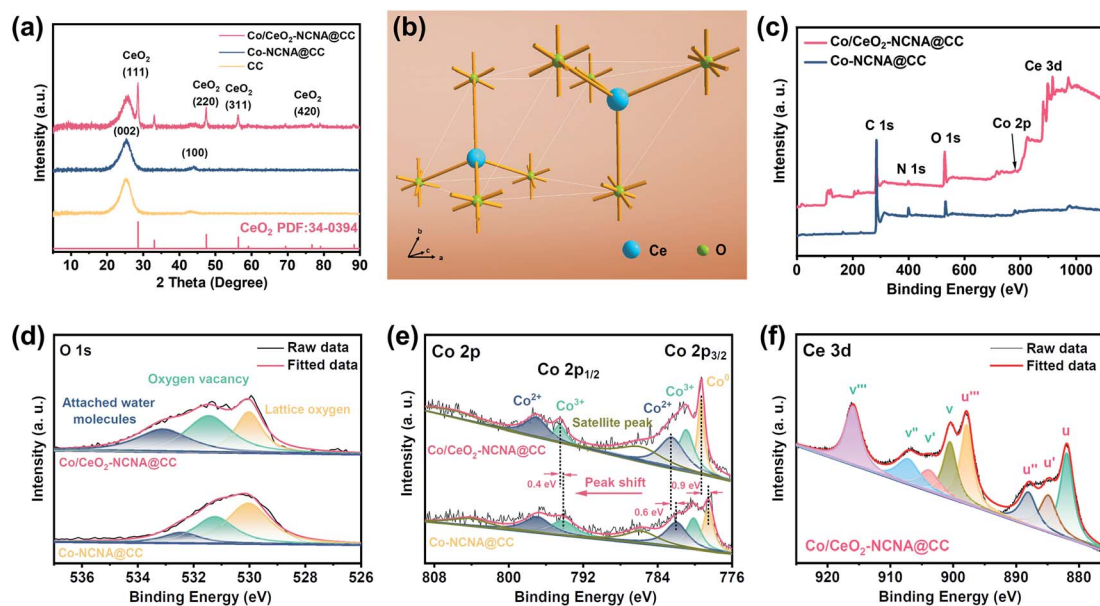 (a)
Co/CeO₂-NCNA@CC
Co-NCNA@CC
CC
CeO₂
(111)
CeO₂
(220)
CeO₂
(311)
CeO₂
(420)
(002)
(100)
CeO₂ PDF:34-0394
Intensity (a.u.)
10 20 30 40 50 60 70 80 90
2 Theta (Degree)
(b)
b
c
a
Ce
O
(c)
Co/CeO₂-NCNA@CC
Co-NCNA@CC
Ce 3d
C 1s
O 1s
Co 2p
N 1s
Intensity (a.u.)
0 200 400 600 800 1000
Binding Energy (eV)
(d)
O 1s
Raw data
Fitted data
Oxygen vacancy
Attached water
molecules
Lattice oxygen
Co/CeO₂-NCNA@CC
Co-NCNA@CC
Intensity (a. u.)
536 534 532 530 528 526
Binding energy (eV)
(e)
Co 2p
Co 2p₃/₂
Co 2p₁/₂
Co⁰
Co³⁺
Co²⁺
Co³⁺
Co²⁺
Satellite peak
Co/CeO₂-NCNA@CC
0.4 eV
Peak shift
0.9 eV
0.6 eV
Co-NCNA@CC
Intensity (a. u.)
808 800 792 784 776
Binding energy (eV)
(f)
Ce 3d
Raw data
Fitted data
v'''
v''
v'
v
u'''
u''
u'
u
Co/CeO₂-NCNA@CC
Intensity (a. u.)
920 910 900 890 880
Binding energy (eV)